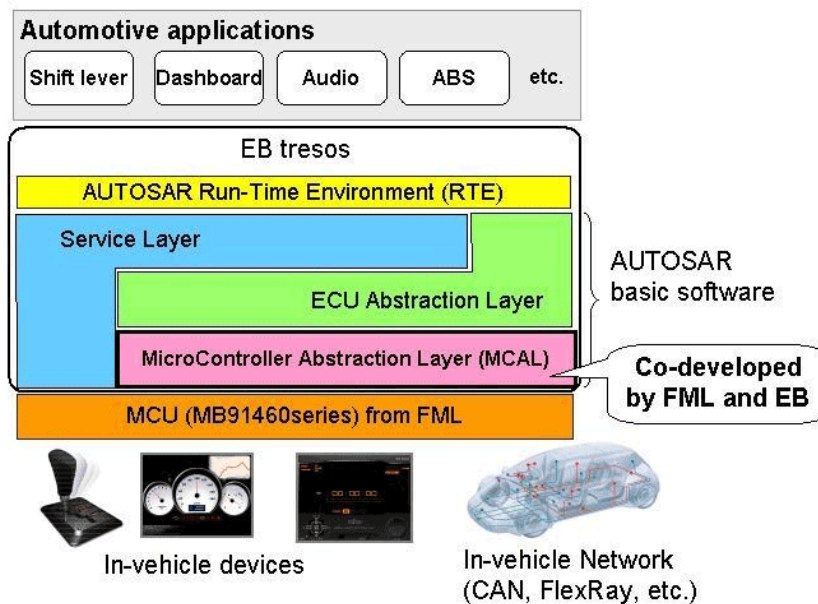 Automotive applications
Shift lever
Dashboard
Audio
ABS
etc.
EB tresos
AUTOSAR Run-Time Environment (RTE)
Service Layer
ECU Abstraction Layer
AUTOSAR
basic software
MicroController Abstraction Layer (MCAL)
Co-developed
by FML and EB
MCU (MB91460series) from FML
In-vehicle devices
In-vehicle Network
(CAN, FlexRay, etc.)